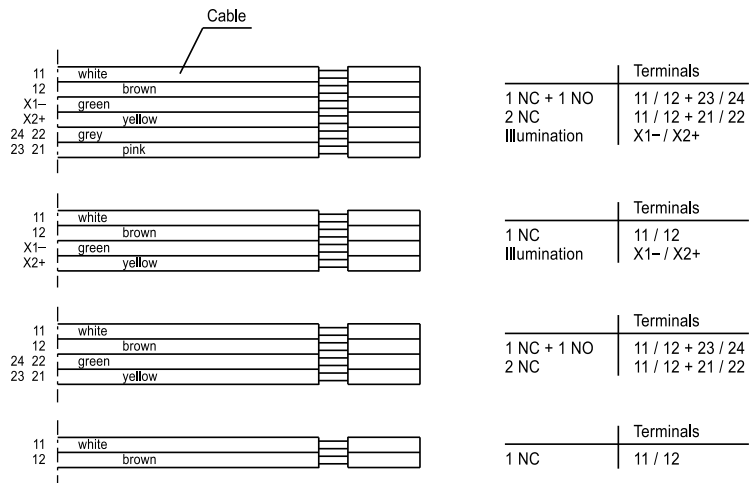 Cable
11 white
12 brown
X1– green
X2+ yellow
24 22 grey
23 21 pink
Terminals
1 NC + 1 NO 11 / 12 + 23 / 24
2 NC 11 / 12 + 21 / 22
Illumination X1– / X2+
11 white
12 brown
X1– green
X2+ yellow
Terminals
1 NC 11 / 12
Illumination X1– / X2+
11 white
12 brown
24 22 green
23 21 yellow
Terminals
1 NC + 1 NO 11 / 12 + 23 / 24
2 NC 11 / 12 + 21 / 22
11 white
12 brown
Terminals
1 NC 11 / 12